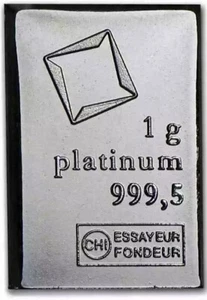 1 g
platinum
999,5
CHI ESSAYEUR
FONDEUR